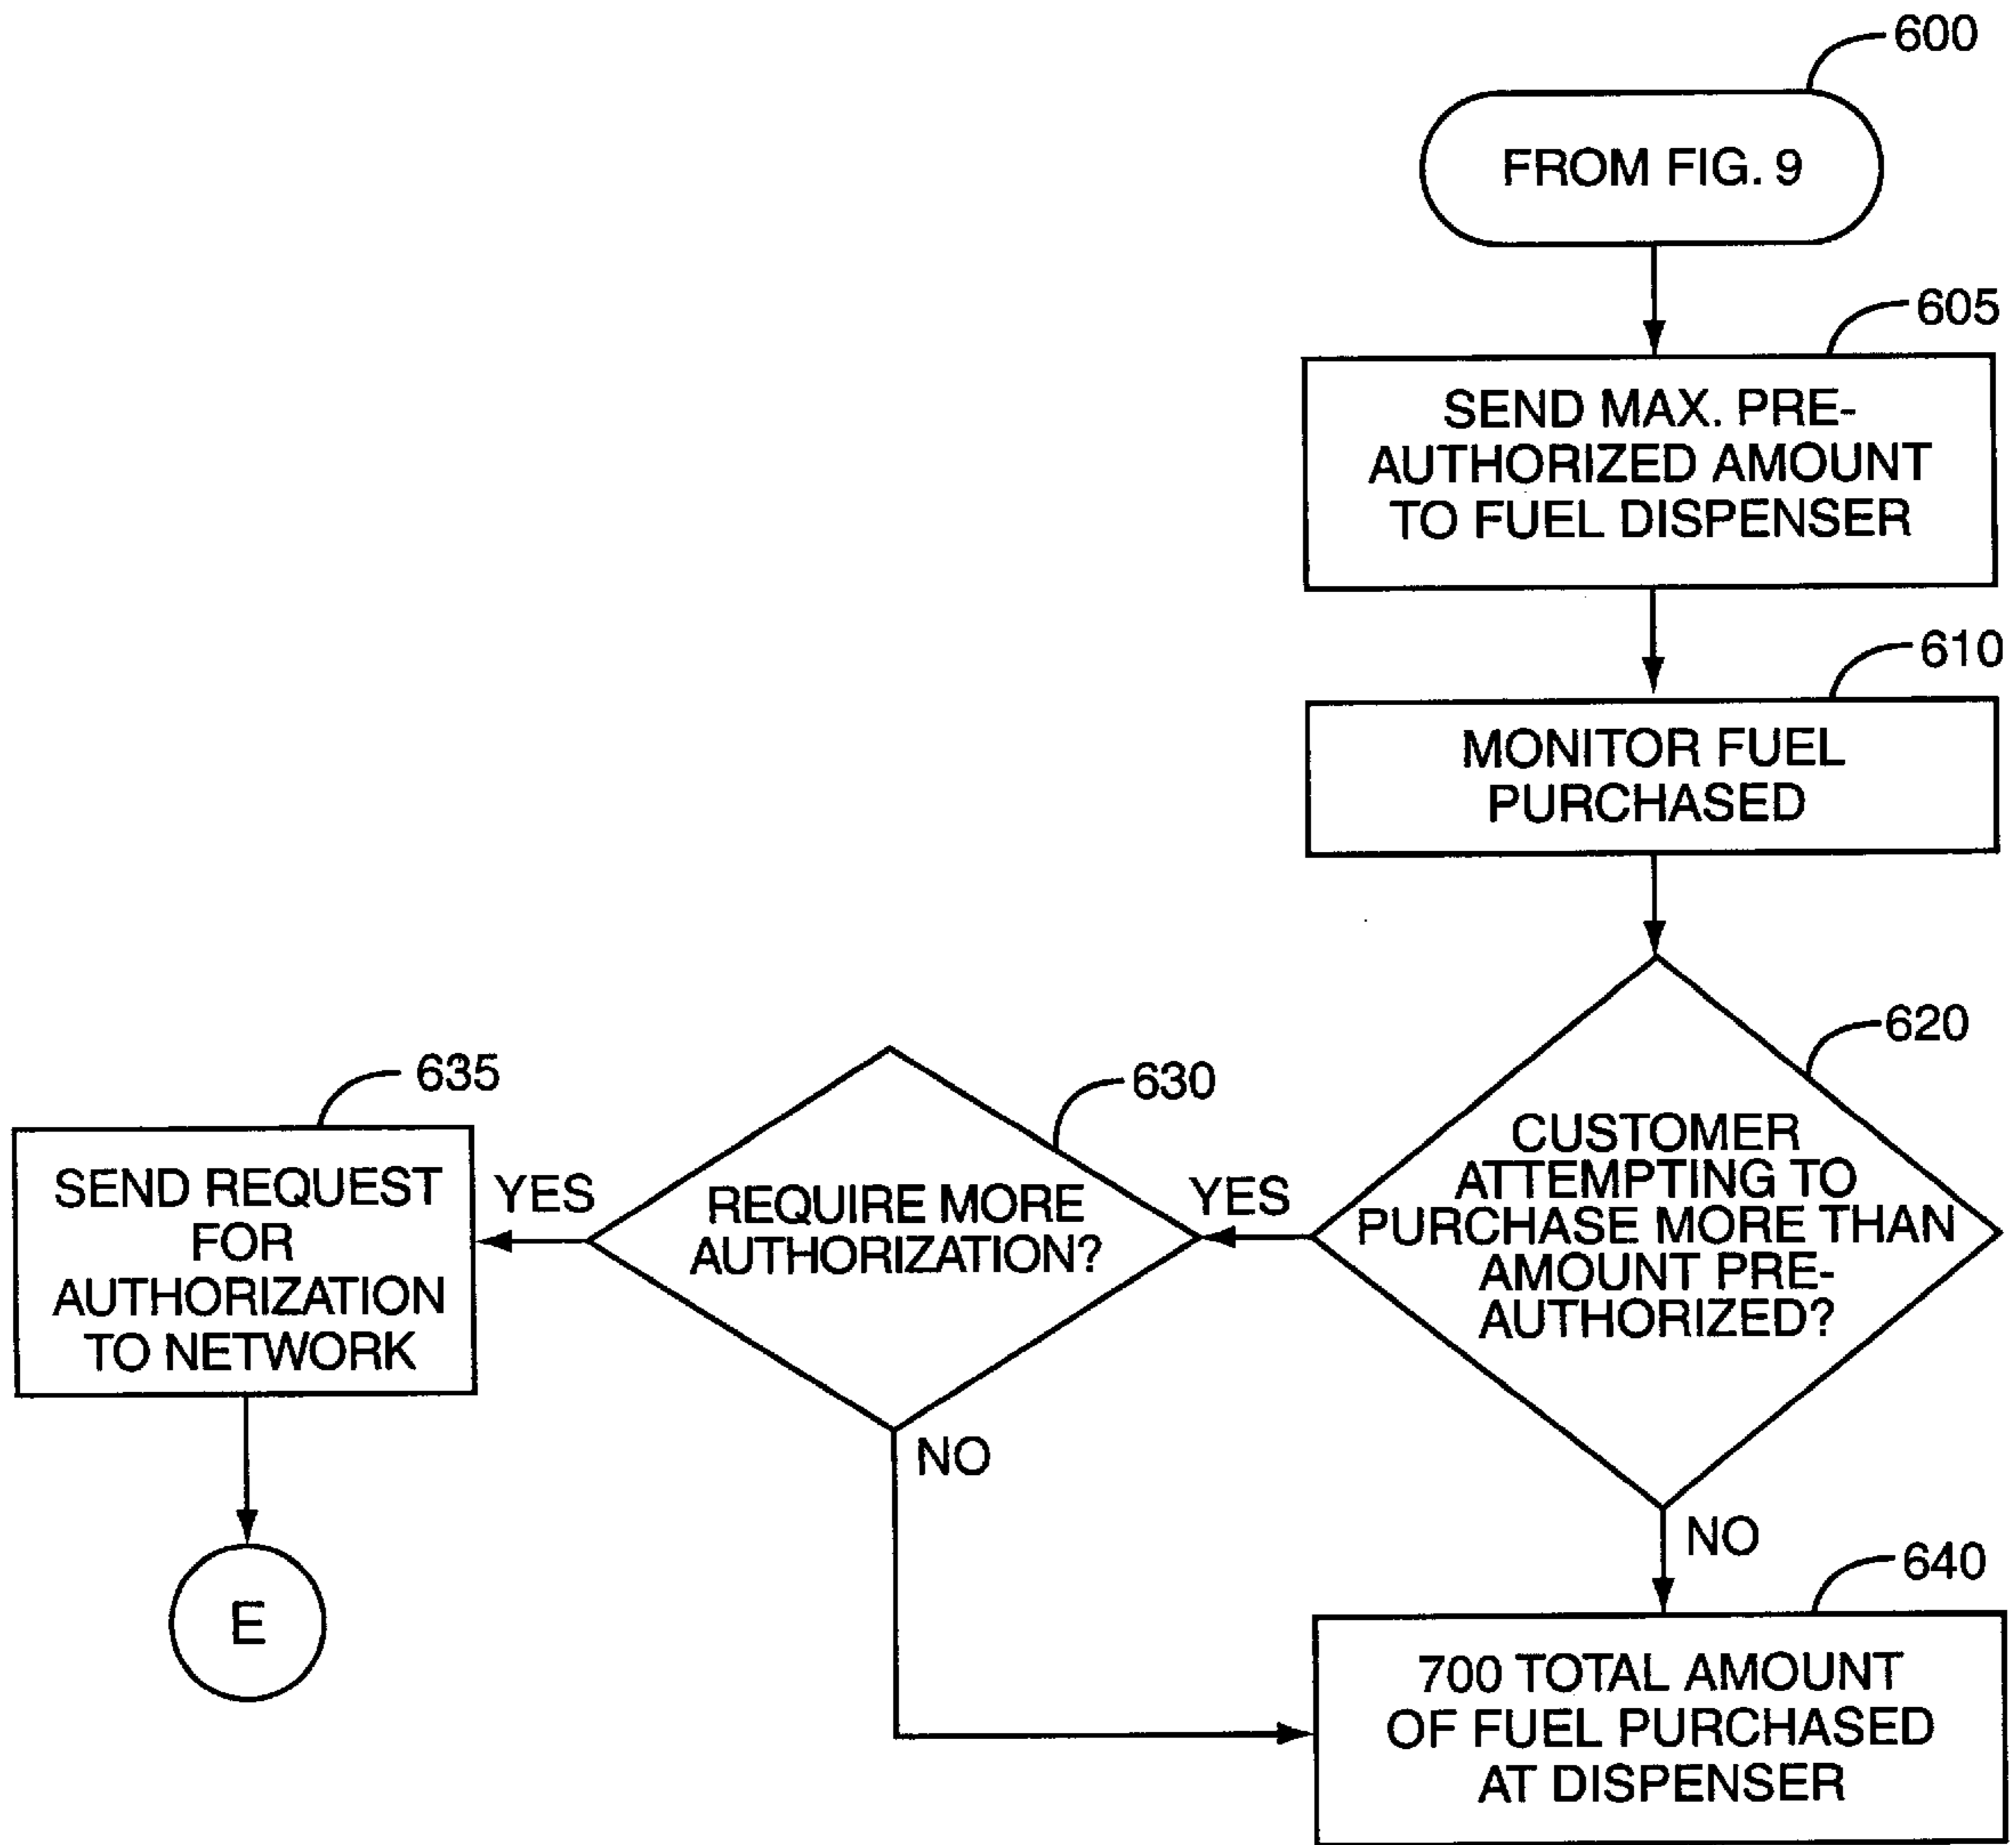 600
FROM FIG. 9
605
SEND MAX. PRE-
AUTHORIZED AMOUNT
TO FUEL DISPENSER
610
MONITOR FUEL
PURCHASED
620
CUSTOMER
ATTEMPTING TO
PURCHASE MORE THAN
AMOUNT PRE-
AUTHORIZED?
YES
630
REQUIRE MORE
AUTHORIZATION?
YES
635
SEND REQUEST
FOR
AUTHORIZATION
TO NETWORK
E
NO
NO
640
700 TOTAL AMOUNT
OF FUEL PURCHASED
AT DISPENSER